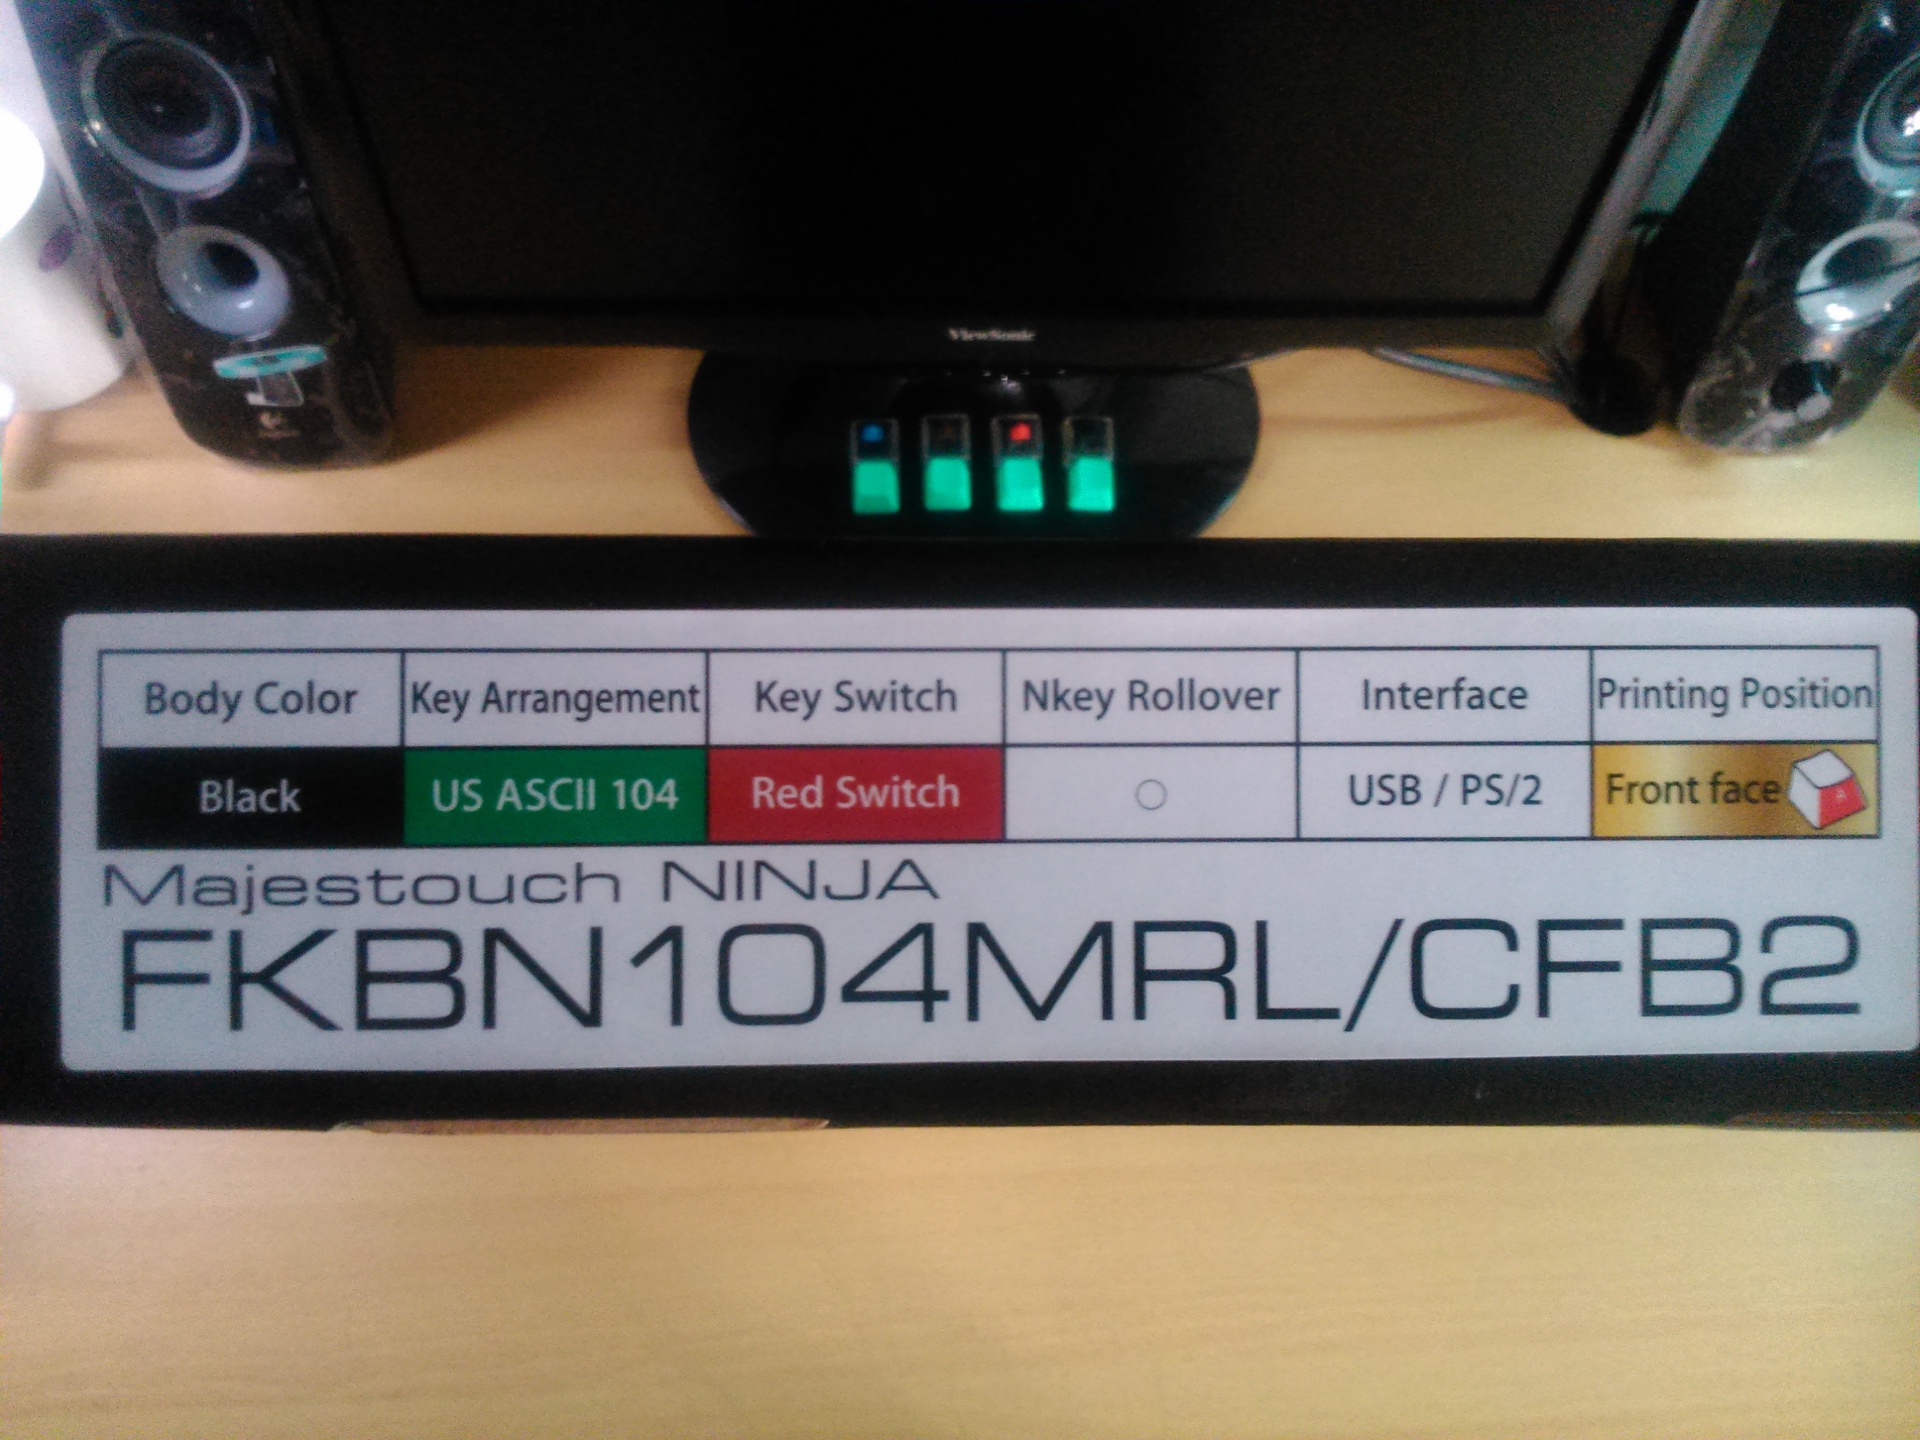 ViewSonic
Body Color Key Arrangement Key Switch Nkey Rollover Interface Printing Position
Black US ASCII 104 Red Switch ○ USB / PS/2 Front face
Majestouch NINJA
FKBN104MRL/CFB2